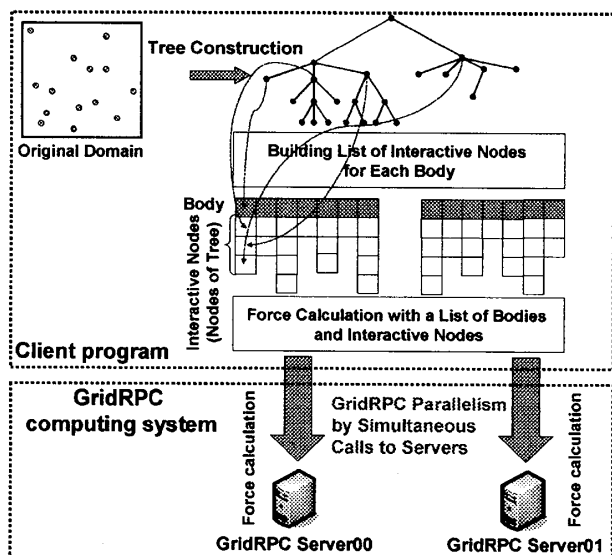 Tree Construction
Original Domain
Building List of Interactive Nodes
for Each Body
Body
Interactive Nodes
(Nodes of Tree)
Force Calculation with a List of Bodies
and Interactive Nodes
Client program
GridRPC
computing system
Force calculation
GridRPC Parallelism
by Simultaneous
Calls to Servers
Force calculation
GridRPC Server00
GridRPC Server01